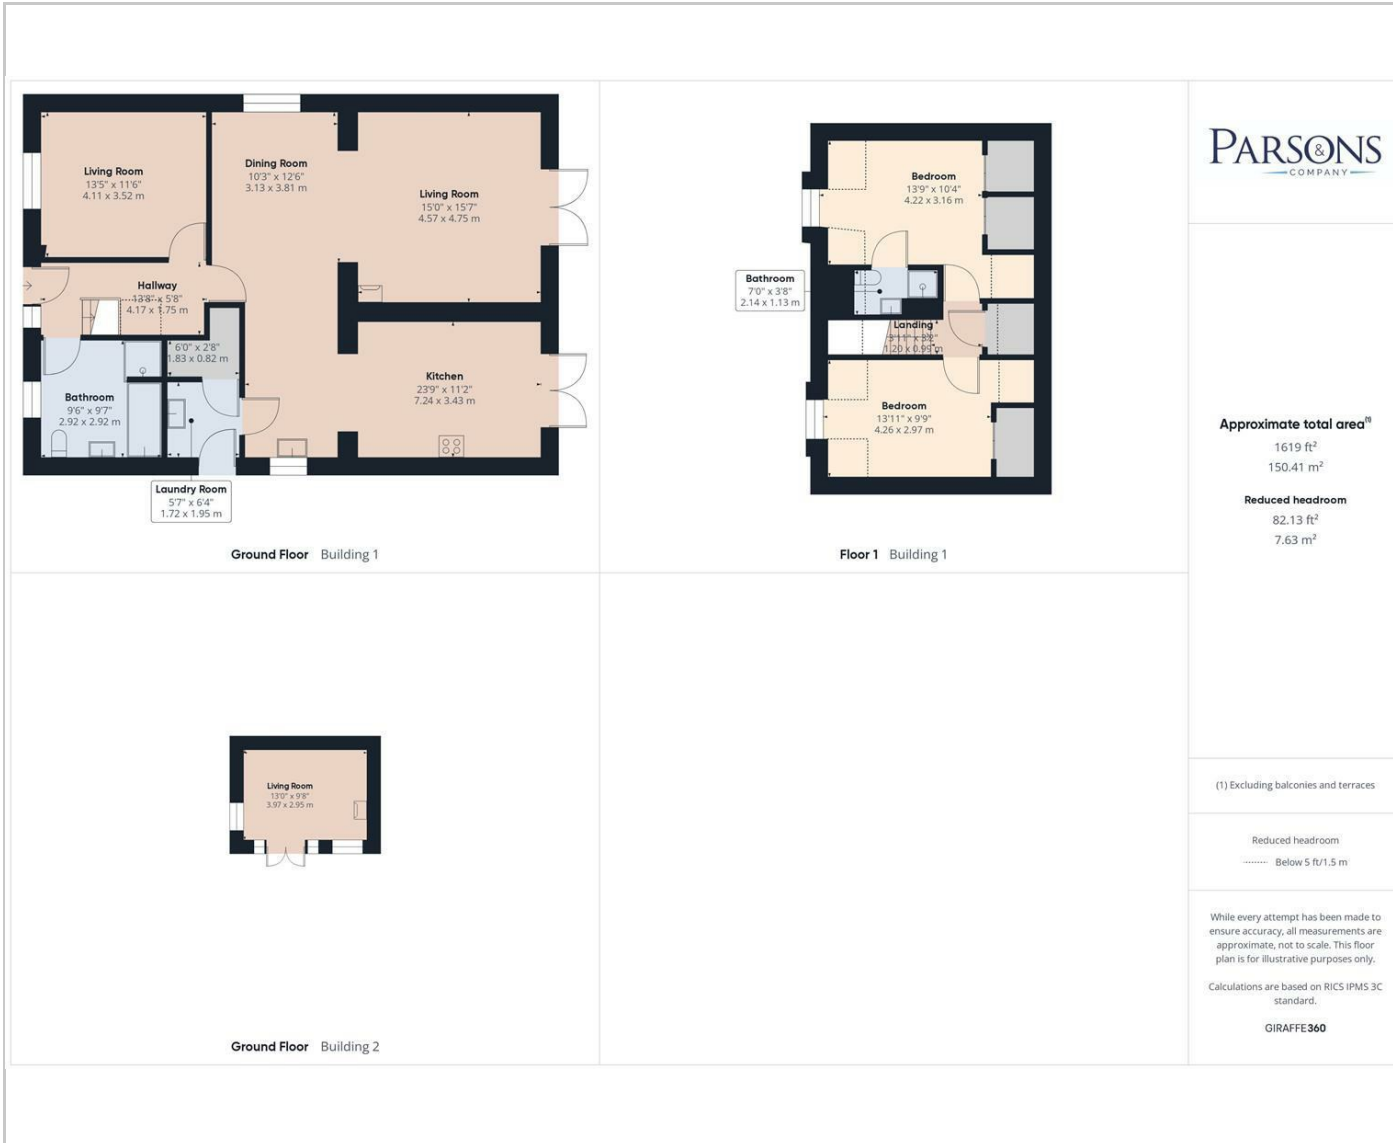 Living Room
13'5" x 11'6"
4.11 x 3.52 m
Dining Room
10'3" x 12'6"
3.13 x 3.81 m
Living Room
15'0" x 15'7"
4.57 x 4.75 m
Hallway
13'8" x 5'8"
4.17 x 1.75 m
6'0" x 2'8"
1.83 x 0.82 m
Bathroom
9'6" x 9'7"
2.92 x 2.92 m
Kitchen
23'9" x 11'2"
7.24 x 3.43 m
Laundry Room
5'7" x 6'4"
1.72 x 1.95 m
Ground Floor Building 1
Bedroom
13'9" x 10'4"
4.22 x 3.16 m
Bathroom
7'0" x 3'8"
2.14 x 1.13 m
Landing
3'11" x 3'2"
1.20 x 0.99 m
Bedroom
13'11" x 9'9"
4.26 x 2.97 m
Floor 1 Building 1
Living Room
13'0" x 9'8"
3.97 x 2.95 m
Ground Floor Building 2
PARSONS
&
COMPANY
Approximate total area(1)
1619 ft²
150.41 m²
Reduced headroom
82.13 ft²
7.63 m²
(1) Excluding balconies and terraces
Reduced headroom
Below 5 ft/1.5 m
While every attempt has been made to
ensure accuracy, all measurements are
approximate, not to scale. This floor
plan is for illustrative purposes only.
Calculations are based on RICS IPMS 3C
standard.
GIRAFFE360